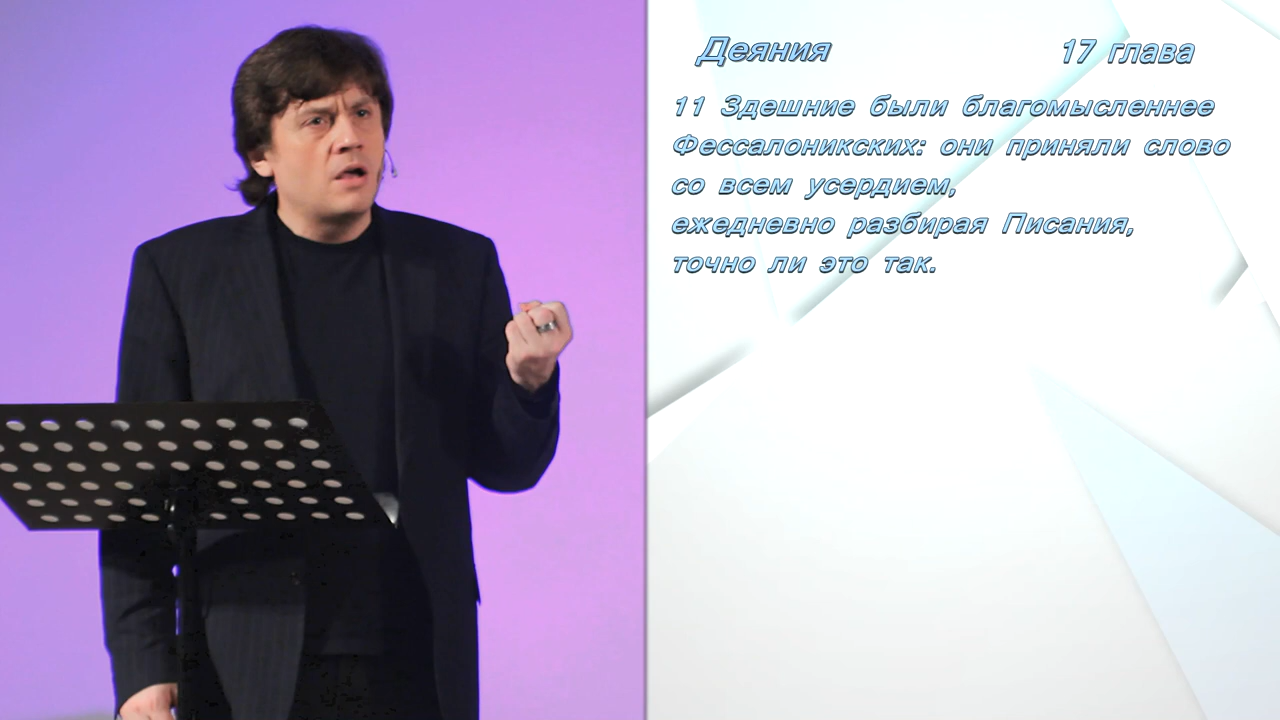 Деяния 17 глава
11 Здешние были благомысленнее
Фессалоникских: они приняли слово
со всем усердием,
ежедневно разбирая Писания,
точно ли это так.